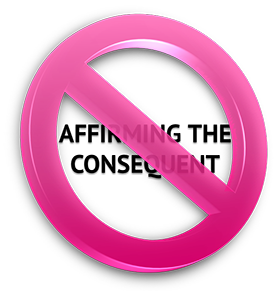 AFFIRMING THE
CONSEQUENT